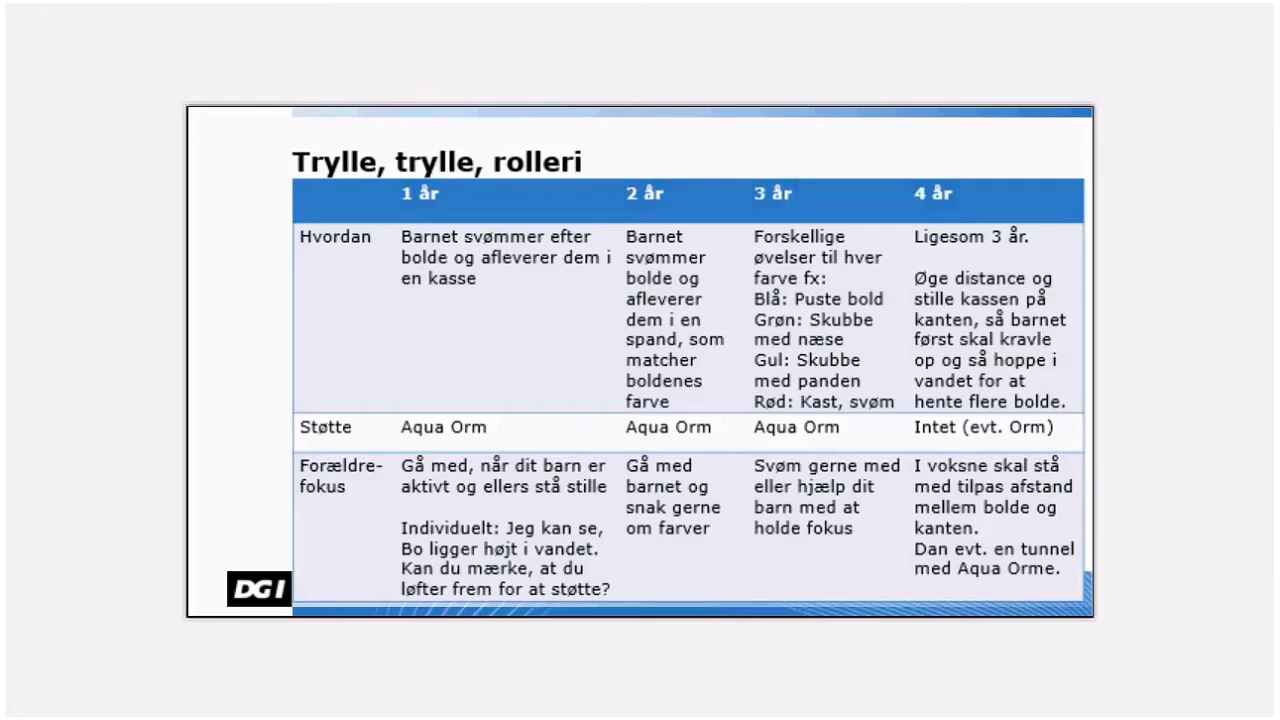 Trylle, trylle, rolleri
1 år
2 år
3 år
4 år
Hvordan
Barnet svømmer efter
bolde og afleverer dem i
en kasse
Barnet
svømmer
bolde og
afleverer
dem i en
spand, som
matcher
boldenes
farve
Forskellige
øvelser til hver
farve fx:
Blå: Puste bold
Grøn: Skubbe
med næse
Gul: Skubbe
med panden
Rød: Kast, svøm
Ligesom 3 år.
Øge distance og
stille kassen på
kanten, så barnet
først skal kravle
op og så hoppe i
vandet for at
hente flere bolde.
Støtte
Aqua Orm
Aqua Orm
Aqua Orm
Intet (evt. Orm)
Forældre-
fokus
Gå med, når dit barn er
aktivt og ellers stå stille
Individuelt: Jeg kan se,
Bo ligger højt i vandet.
Kan du mærke, at du
løfter frem for at støtte?
Gå med
barnet og
snak gerne
om farver
Svøm gerne med
eller hjælp dit
barn med at
holde fokus
I voksne skal stå
med tilpas afstand
mellem bolde og
kanten.
Dan evt. en tunnel
med Aqua Orme.
DGI